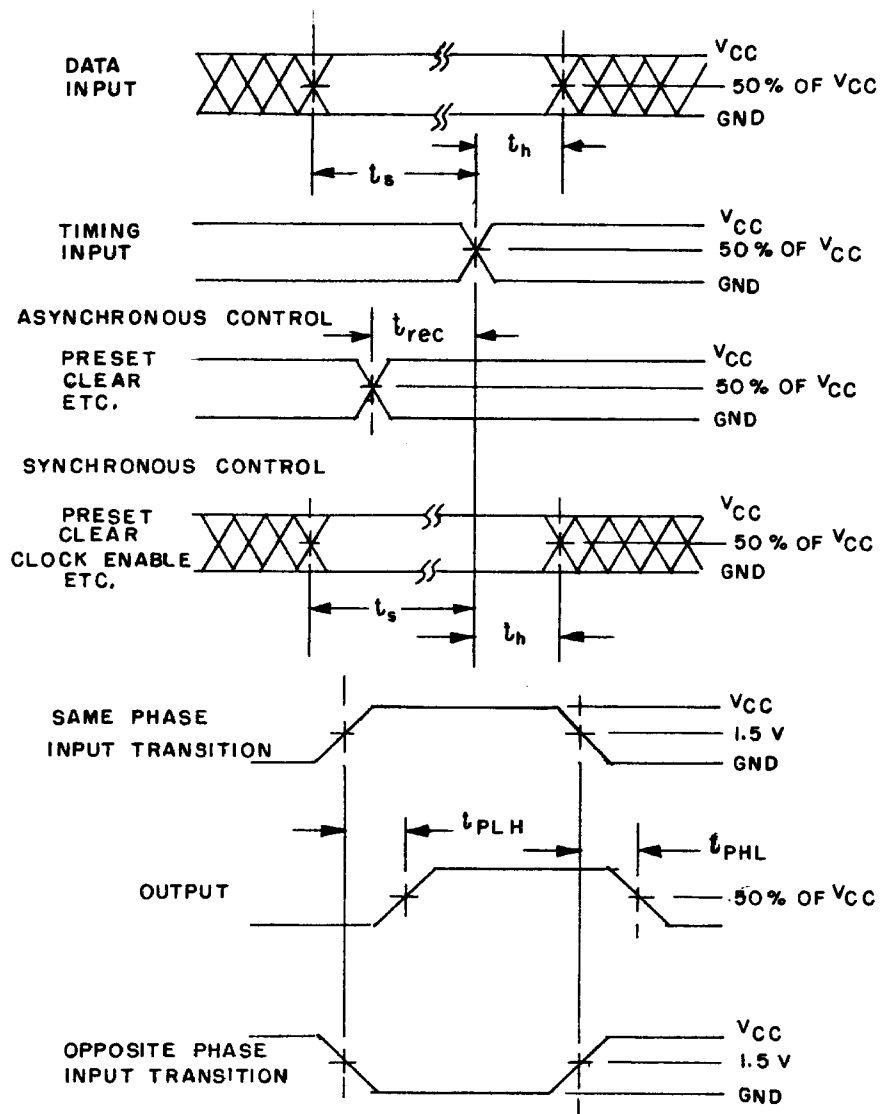 VCC
DATA
INPUT
50% OF VCC
GND
th
ts
TIMING
INPUT
VCC
50% OF VCC
GND
ASYNCHRONOUS CONTROL
trec
PRESET
CLEAR
ETC.
VCC
50% OF VCC
GND
SYNCHRONOUS CONTROL
PRESET
CLEAR
CLOCK ENABLE
ETC.
VCC
50% OF VCC
GND
ts
th
SAME PHASE
INPUT TRANSITION
VCC
1.5 V
GND
tPLH
tPHL
OUTPUT
50% OF VCC
OPPOSITE PHASE
INPUT TRANSITION
VCC
1.5 V
GND